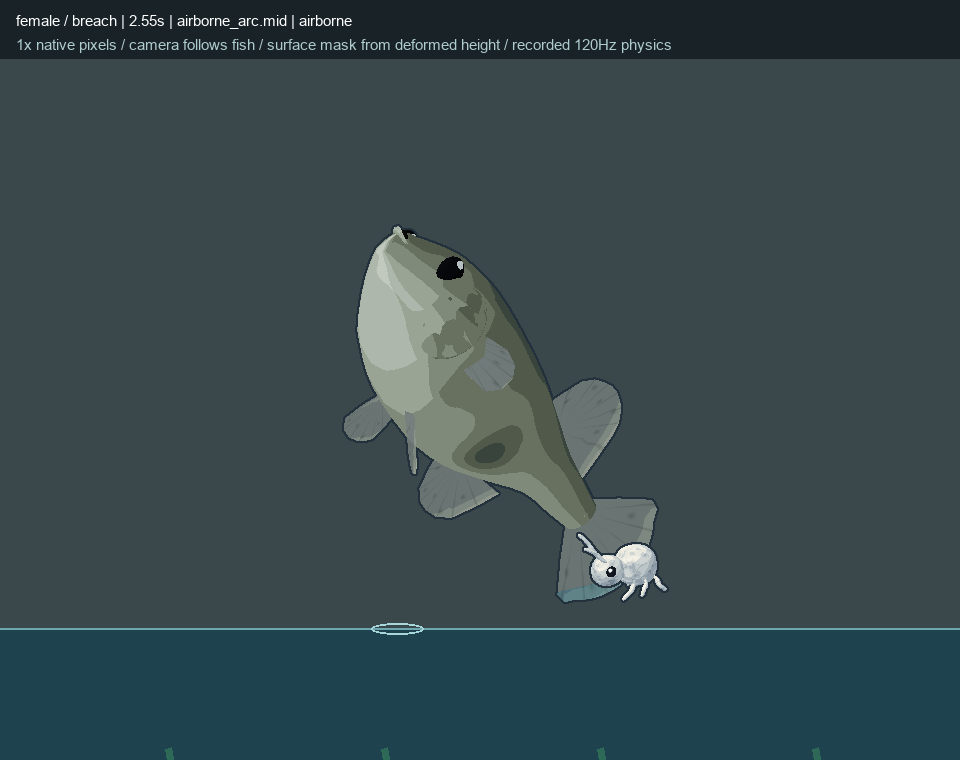 female / breach | 2.55s | airborne_arc.mid | airborne
1x native pixels / camera follows fish / surface mask from deformed height / recorded 120Hz physics